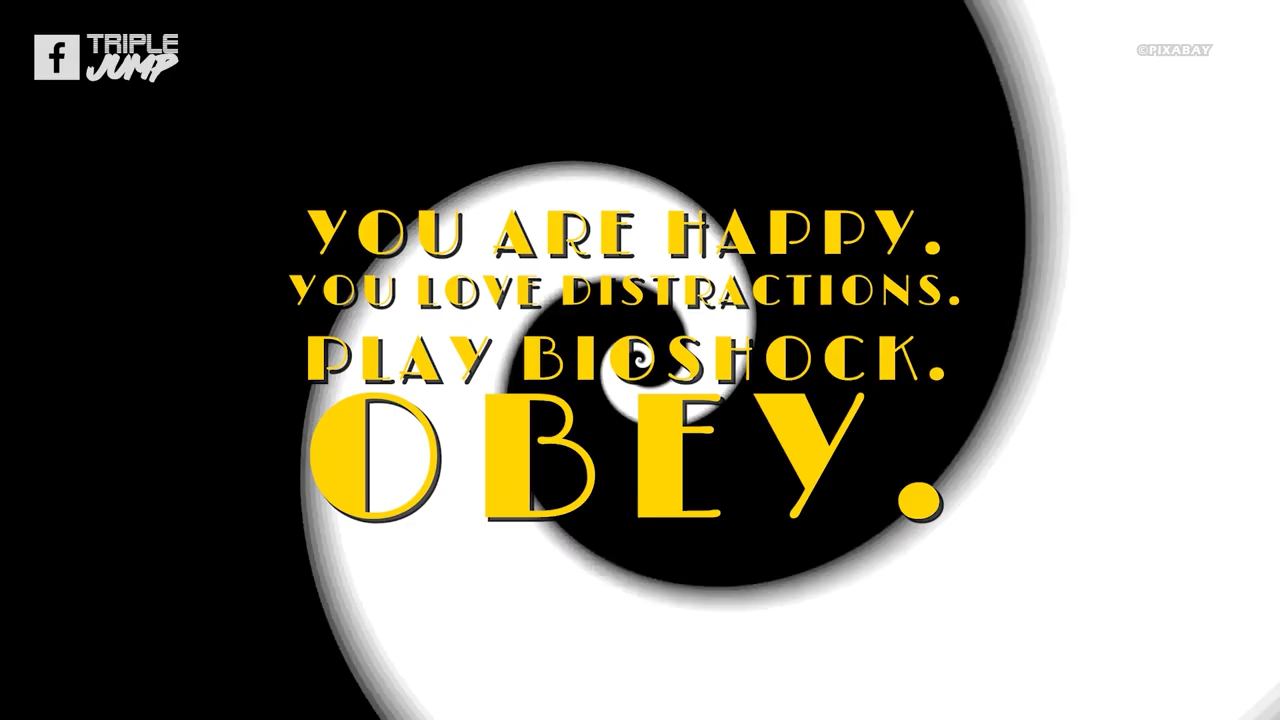 f TRIPLE
JUMP
©PIXABAY
YOU ARE HAPPY.
YOU LOVE DISTRACTIONS.
PLAY BIOSHOCK.
OBEY.